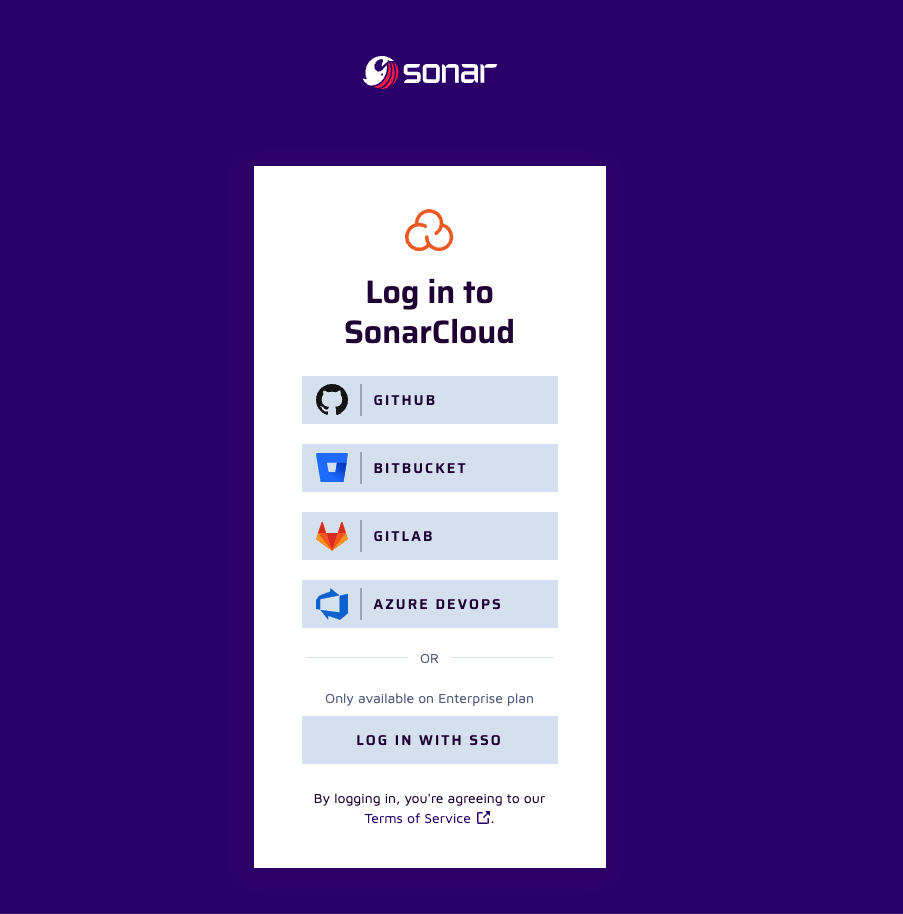 sonar
Log in to
SonarCloud
GITHUB
BITBUCKET
GITLAB
AZURE DEVOPS
OR
Only available on Enterprise plan
LOG IN WITH SSO
By logging in, you're agreeing to our
Terms of Service .